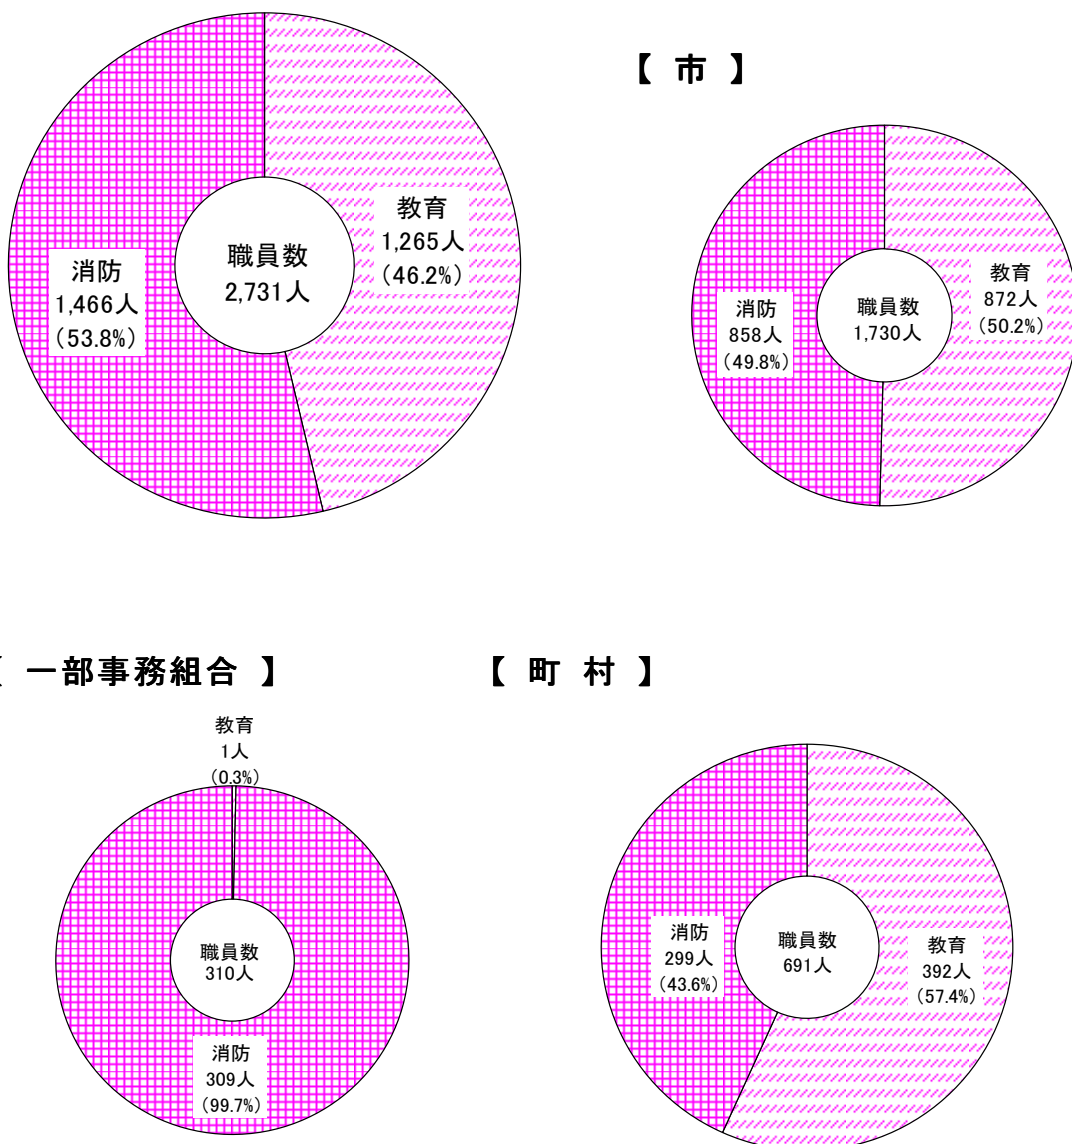 教育
1,265人
(46.2%)
職員数
2,731人
消防
1,466人
(53.8%)
【 市 】
教育
872人
(50.2%)
職員数
1,730人
消防
858人
(49.8%)
【 一部事務組合 】
教育
1人
(0.3%)
職員数
310人
消防
309人
(99.7%)
【 町 村 】
消防
299人
(43.6%)
職員数
691人
教育
392人
(57.4%)